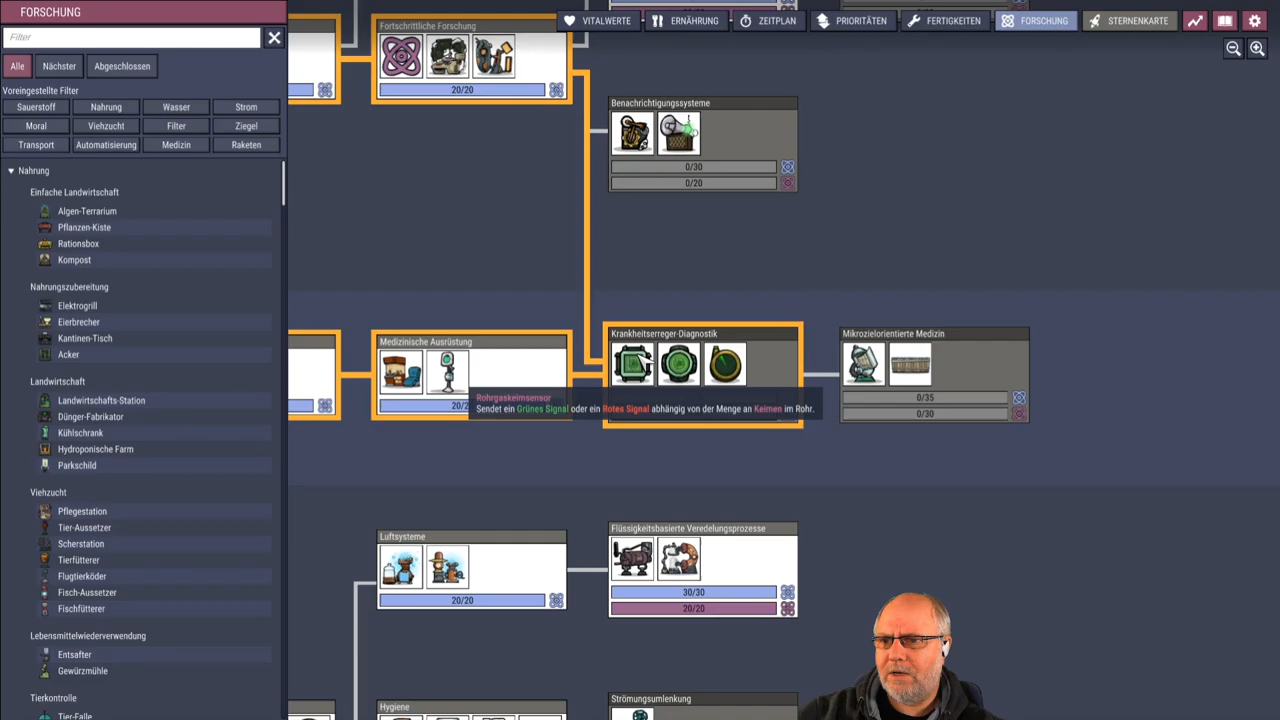 FORSCHUNG
Filter
Alle
Nächster
Abgeschlossen
Voreingestellte Filter
Sauerstoff
Nahrung
Wasser
Strom
Moral
Viehzucht
Filter
Ziegel
Transport
Automatisierung
Medizin
Raketen
Nahrung
Einfache Landwirtschaft
Algen-Terrarium
Pflanzen-Kiste
Rationsbox
Kompost
Nahrungszubereitung
Elektrogrill
Eierbrecher
Kantinen-Tisch
Acker
Landwirtschaft
Landwirtschafts-Station
Dünger-Fabrikator
Kühlschrank
Hydroponische Farm
Parkschild
Viehzucht
Pflegestation
Tier-Aussetzer
Scherstation
Tierfütterer
Flugtierköder
Fisch-Aussetzer
Fischfütterer
Lebensmittelwiederverwendung
Entsafter
Gewürzmühle
Tierkontrolle
Tier-Falle
VITALWERTE
ERNÄHRUNG
ZEITPLAN
PRIORITÄTEN
FERTIGKEITEN
FORSCHUNG
STERNENKARTE
Fortschrittliche Forschung
20/20
Benachrichtigungssysteme
0/30
0/20
Medizinische Ausrüstung
20/2
Krankheitserreger-Diagnostik
Mikrozielorientierte Medizin
0/35
0/30
Rohrgaskeimsensor
Sendet ein Grünes Signal oder ein Rotes Signal abhängig von der Menge an Keimen im Rohr.
Luftsysteme
20/20
Flüssigkeitsbasierte Veredelungsprozesse
30/30
20/20
Hygiene
Strömungsumlenkung